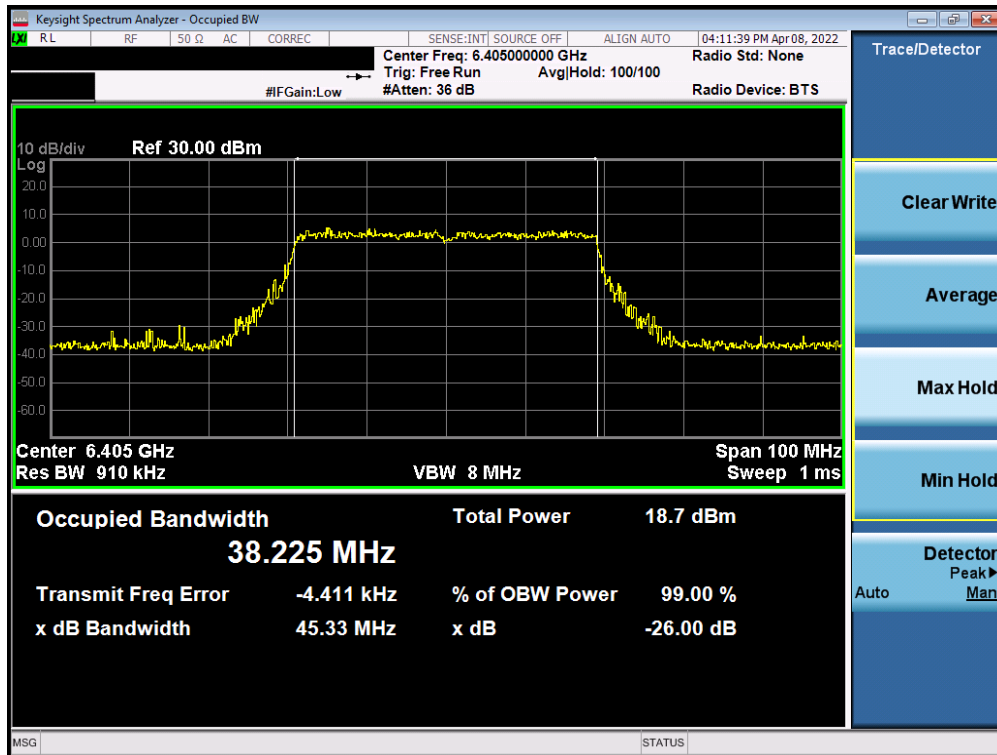 Keysight Spectrum Analyzer - Occupied BW
LXI RL RF 50 Ω AC CORREC SENSE:INT SOURCE OFF ALIGN AUTO 04:11:39 PM Apr 08, 2022
Center Freq: 6.405000000 GHz Radio Std: None
Trig: Free Run Avg|Hold: 100/100
#IFGain:Low #Atten: 36 dB Radio Device: BTS
10 dB/div Ref 30.00 dBm
Log
20.0
10.0
0.00
-10.0
-20.0
-30.0
-40.0
-50.0
-60.0
Center 6.405 GHz Span 100 MHz
Res BW 910 kHz VBW 8 MHz Sweep 1 ms
Occupied Bandwidth Total Power 18.7 dBm
38.225 MHz
Transmit Freq Error -4.411 kHz % of OBW Power 99.00 %
x dB Bandwidth 45.33 MHz x dB -26.00 dB
MSG STATUS
Trace/Detector
Clear Write
Average
Max Hold
Min Hold
Detector
Peak▶
Auto Man